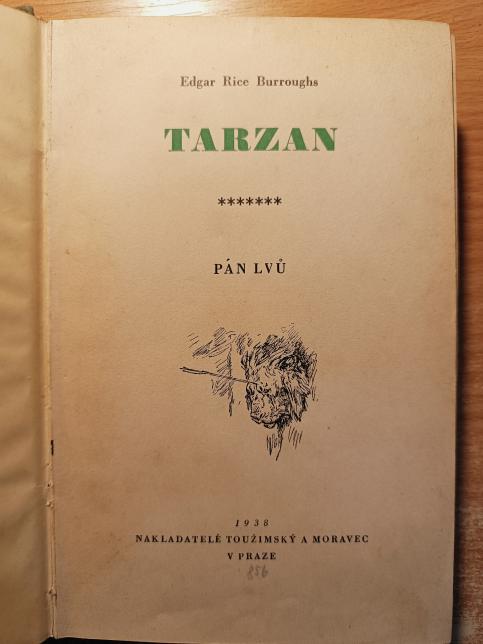 Edgar Rice Burroughs
TARZAN
*******
PÁN LVŮ
1938
NAKLADATELÉ TOUŽIMSKÝ A MORAVEC
V PRAZE
856